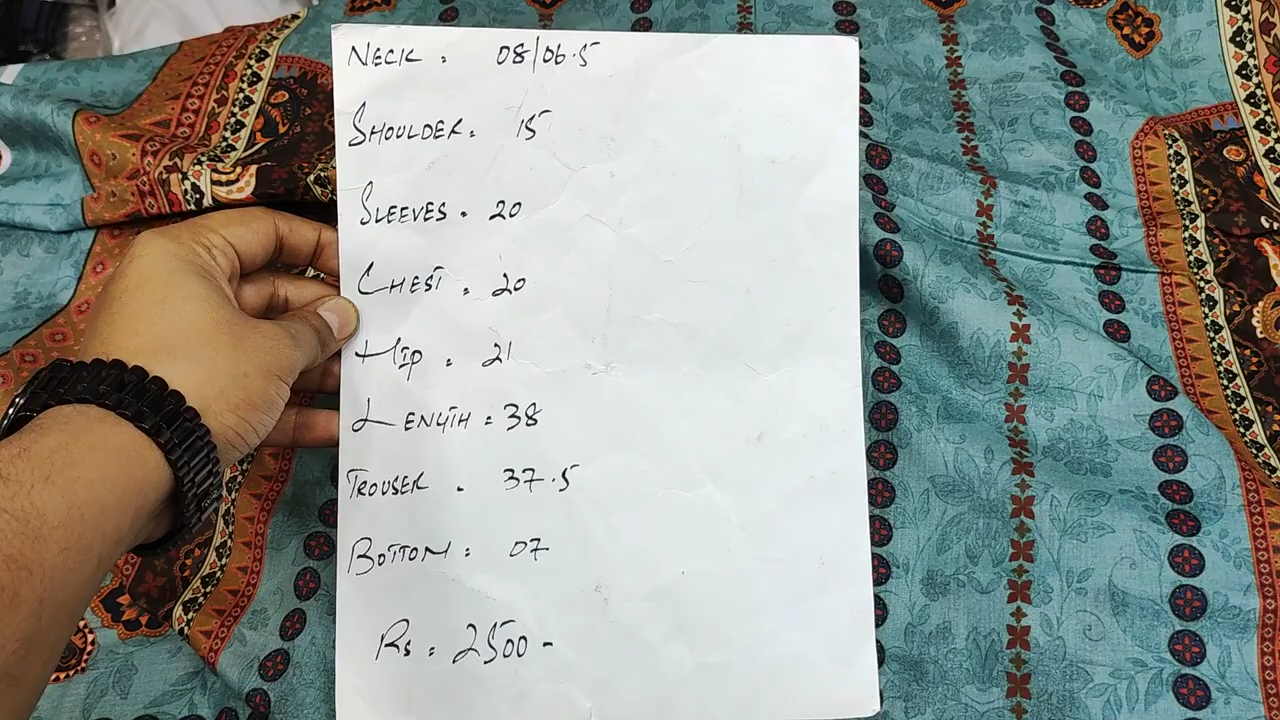 NECK : 08/06.5
SHOULDER : 15
SLEEVES : 20
CHEST : 20
HIP : 21
LENGTH : 38
TROUSER . 37.5
BOTTOM : 07
Rs : 2500 -